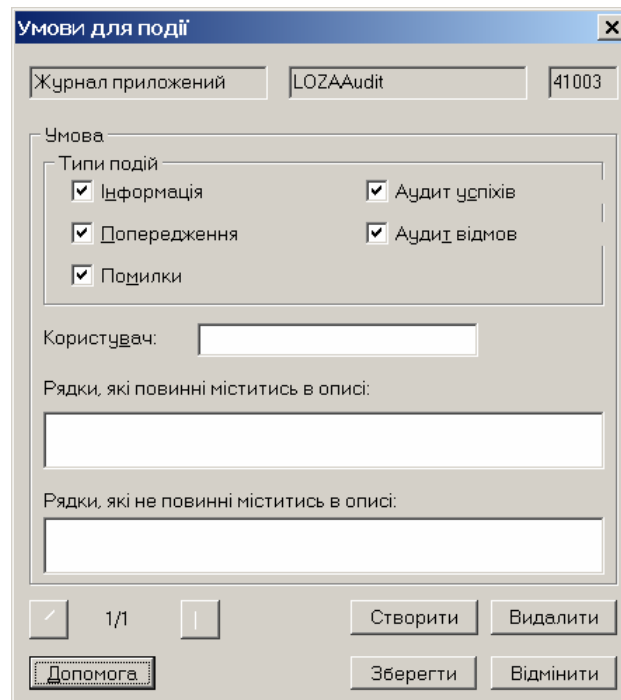 Умови для події
Журнал приложений LOZAAudit 41003
Умова
Типи подій
Інформація Аудит успіхів
Попередження Аудит відмов
Помилки
Користувач:
Рядки, які повинні міститись в описі:
Рядки, які не повинні міститись в описі:
1/1 Створити Видалити
Допомога Зберегти Відмінити